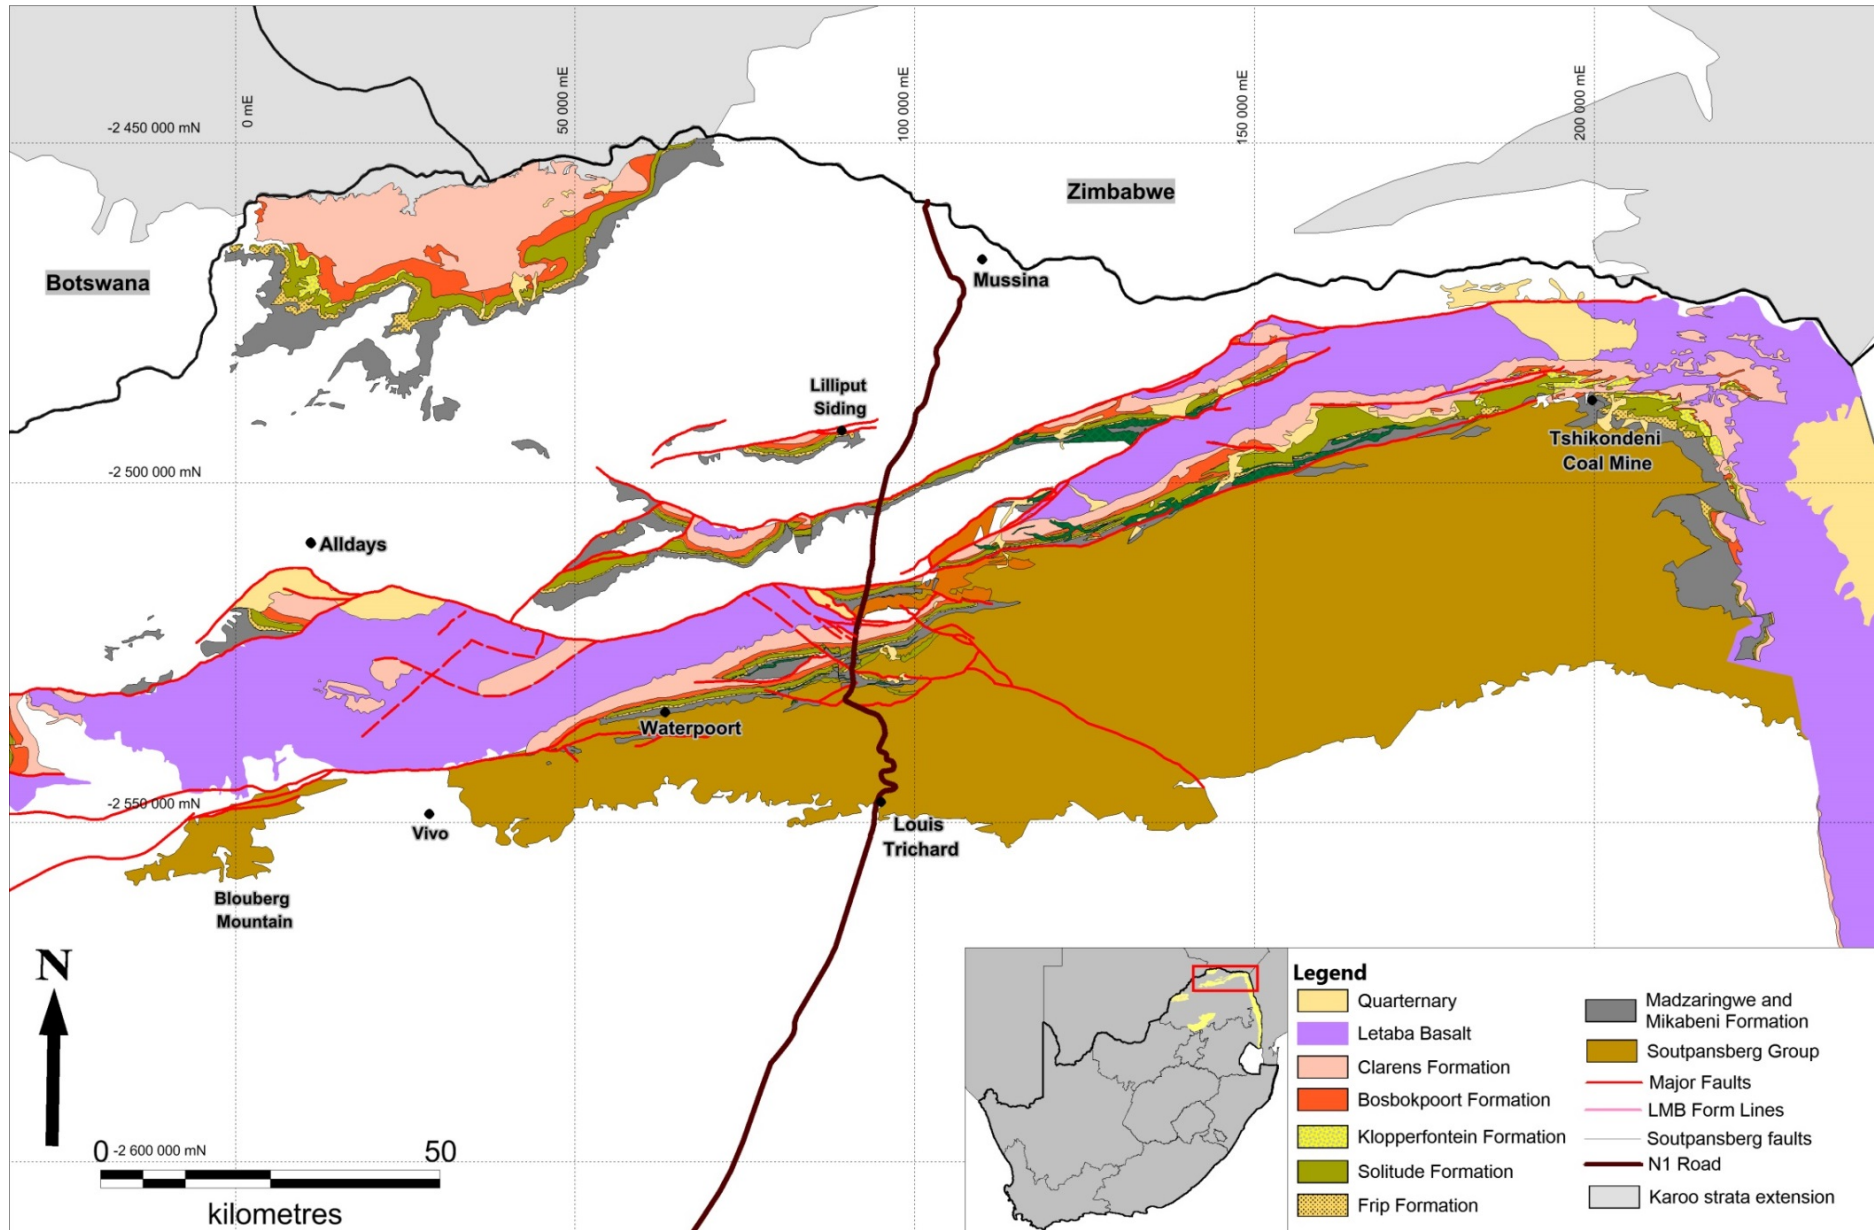 0 mE
50 000 mE
100 000 mE
150 000 mE
200 000 mE
-2 450 000 mN
Zimbabwe
Botswana
Mussina
Lilliput
Siding
Tshikondeni
Coal Mine
-2 500 000 mN
Alldays
Waterpoort
-2 550 000 mN
Vivo
Louis
Trichard
Blouberg
Mountain
N
0
-2 600 000 mN
50
kilometres
Legend
Quarternary
Letaba Basalt
Clarens Formation
Bosbokpoort Formation
Klopperfontein Formation
Solitude Formation
Frip Formation
Madzaringwe and
Mikabeni Formation
Soutpansberg Group
Major Faults
LMB Form Lines
Soutpansberg faults
N1 Road
Karoo strata extension